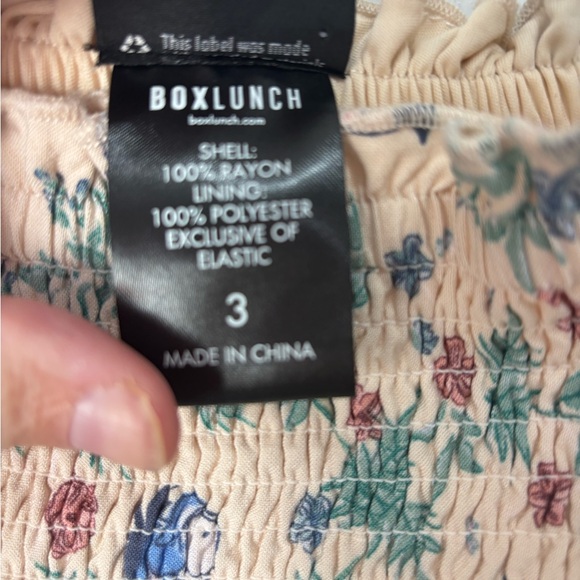 This label was made
BOXLUNCH
boxlunch.com
SHELL:
100% RAYON
LINING:
100% POLYESTER
EXCLUSIVE OF
ELASTIC
3
MADE IN CHINA